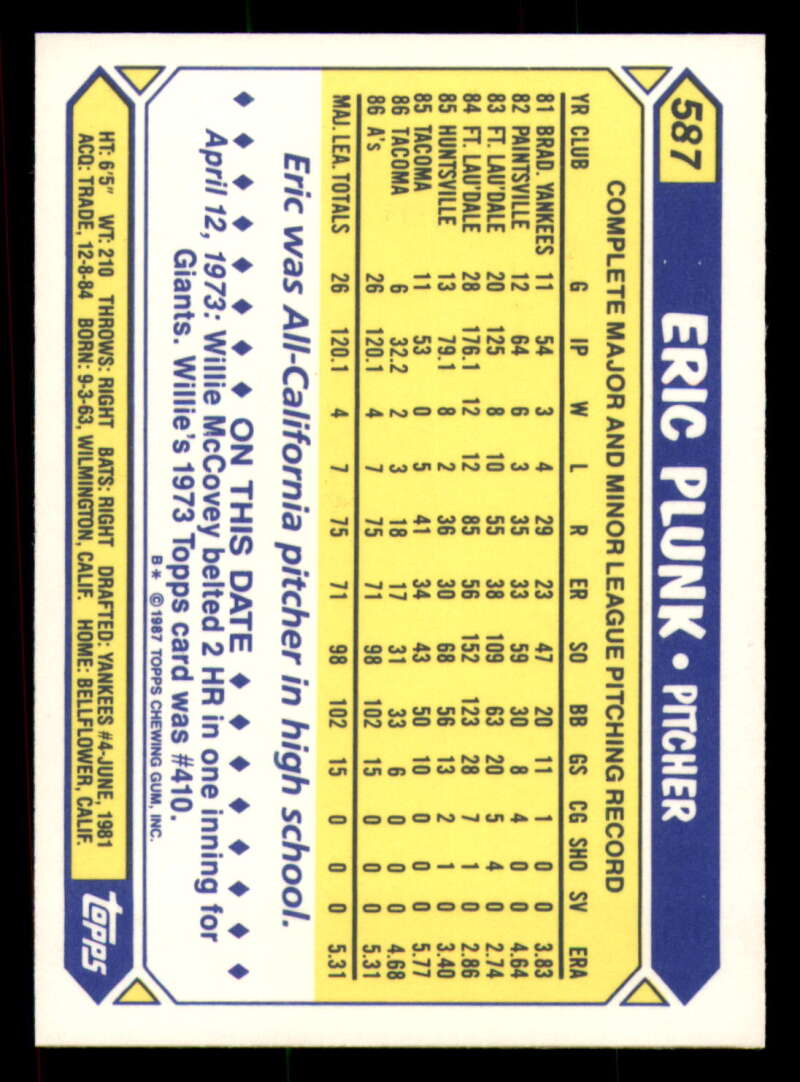 587 ERIC PLUNK • PITCHER
COMPLETE MAJOR AND MINOR LEAGUE PITCHING RECORD
YR CLUB G IP W L R ER SO BB GS CG SHO SV ERA
81 BRAD. YANKEES 11 54 3 4 29 23 47 20 11 1 0 0 3.83
82 PAINTSVILLE 12 64 6 3 35 33 59 30 8 4 0 0 4.64
83 FT. LAU'DALE 20 125 8 10 55 38 109 63 20 5 4 0 2.74
84 FT. LAU'DALE 28 176.1 12 12 85 56 152 123 28 7 1 0 2.86
85 HUNTSVILLE 13 79.1 8 2 36 30 68 56 13 2 1 0 3.40
85 TACOMA 11 53 0 5 41 34 43 50 10 0 0 0 5.77
86 TACOMA 6 32.2 2 3 18 17 31 33 6 0 0 0 4.68
86 A's 26 120.1 4 7 75 71 98 102 15 0 0 0 5.31
MAJ. LEA. TOTALS 26 120.1 4 7 75 71 98 102 15 0 0 0 5.31
Eric was All-California pitcher in high school.
♦ ♦ ♦ ♦ ♦ ♦ ON THIS DATE ♦ ♦ ♦ ♦ ♦ ♦ ♦ ♦
April 12, 1973: Willie McCovey belted 2 HR in one inning for
Giants. Willie's 1973 Topps card was #410.
B* ©1987 TOPPS CHEWING GUM, INC.
HT: 6'5" WT: 210 THROWS: RIGHT BATS: RIGHT DRAFTED: YANKEES #4-JUNE, 1981
ACQ: TRADE, 12-8-84 BORN: 9-3-63, WILMINGTON, CALIF. HOME: BELLFLOWER, CALIF.
topps